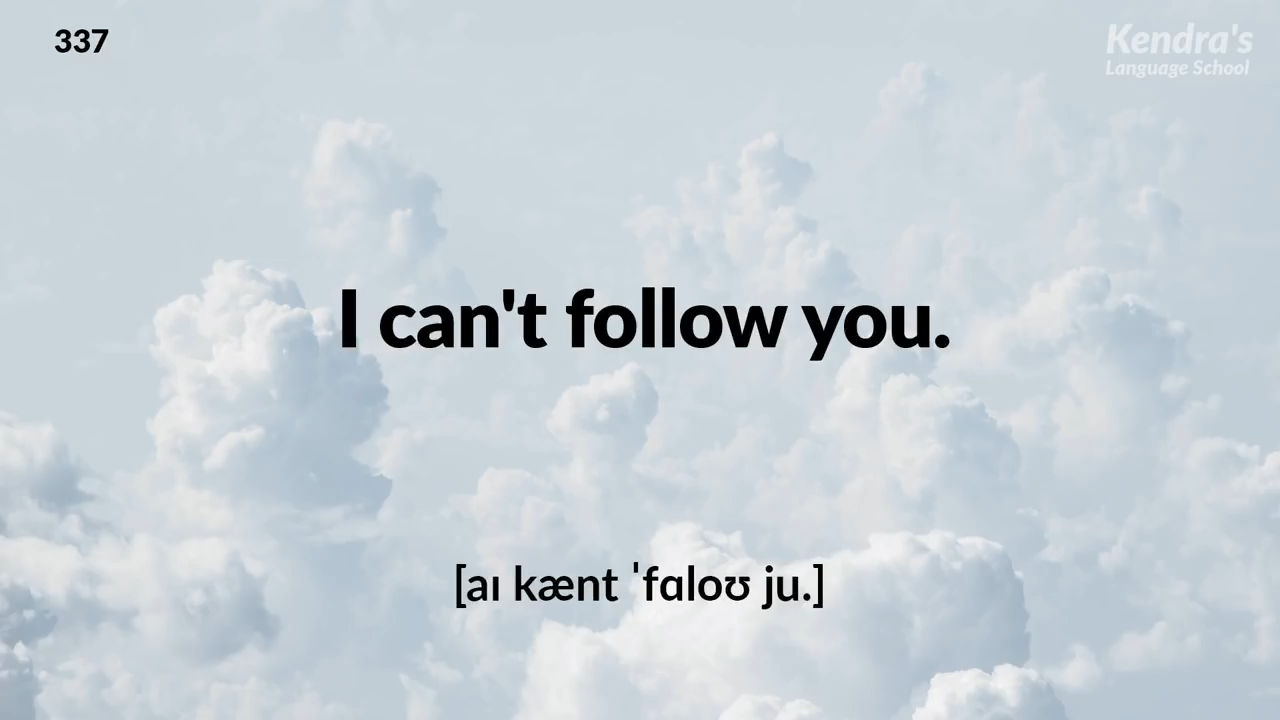 337
Kendra's
Language School
I can't follow you.
[aɪ kænt ˈfɑloʊ ju.]